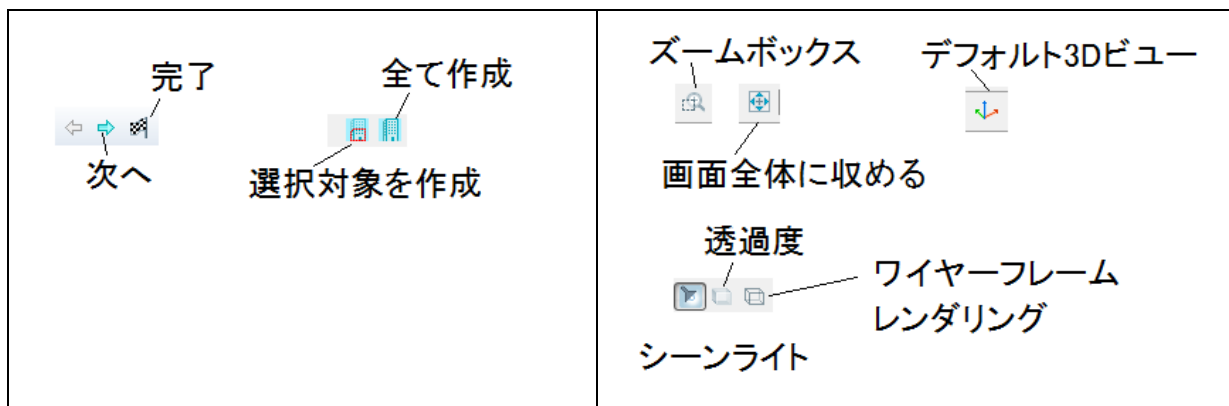 完了
全て作成
次へ
選択対象を作成
ズームボックス
デフォルト3Dビュー
画面全体に収める
透過度
ワイヤーフレーム
レンダリング
シーンライト